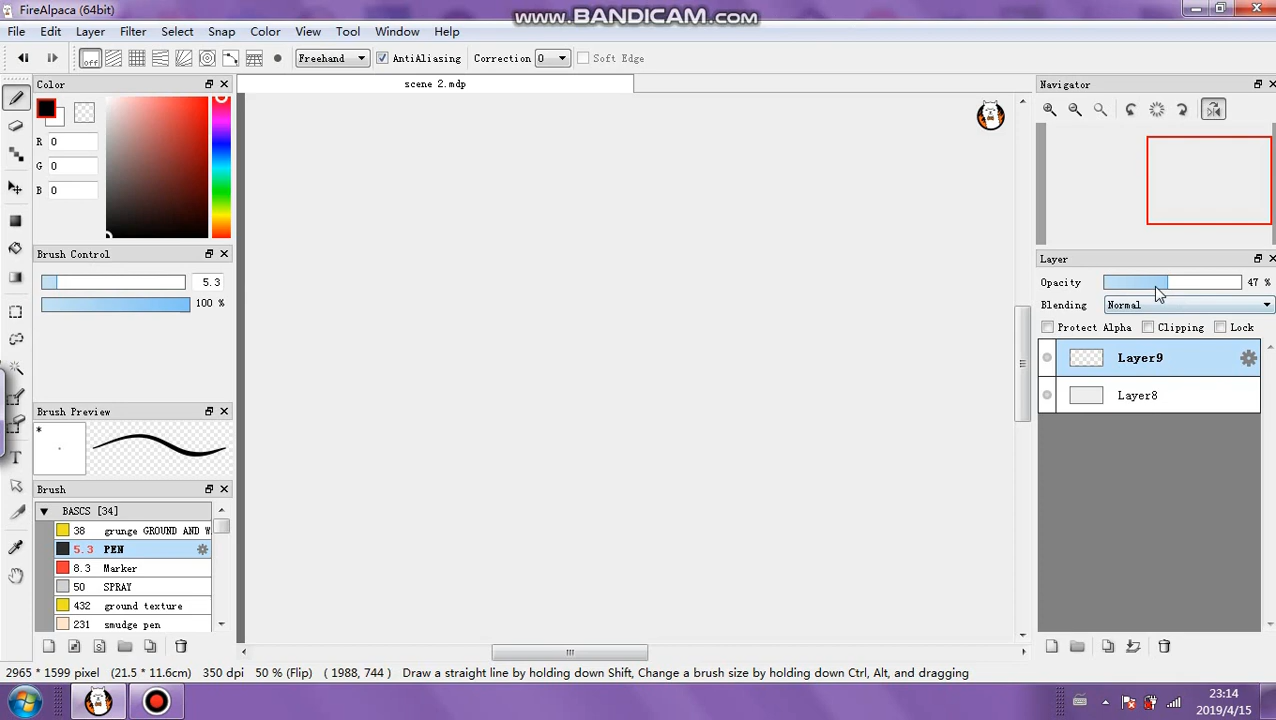 FireAlpaca (64bit)
www.BANDICAM.com
File Edit Layer Filter Select Snap Color View Tool Window Help
off Freehand AntiAliasing Correction 0 Soft Edge
Color
scene 2.mdp
Navigator
R 0
G 0
B 0
Brush Control
5.3
100 %
Layer
Opacity 47 %
Blending Normal
Protect Alpha Clipping Lock
Layer9
Layer8
Brush Preview
*
T
Brush
BASCS [34]
38 grunge GROUND AND W
5.3 PEN
8.3 Marker
50 SPRAY
432 ground texture
231 smudge pen
2965 * 1599 pixel (21.5 * 11.6cm) 350 dpi 50 % (Flip) ( 1988, 744 ) Draw a straight line by holding down Shift, Change a brush size by holding down Ctrl, Alt, and dragging
23:14
2019/4/15